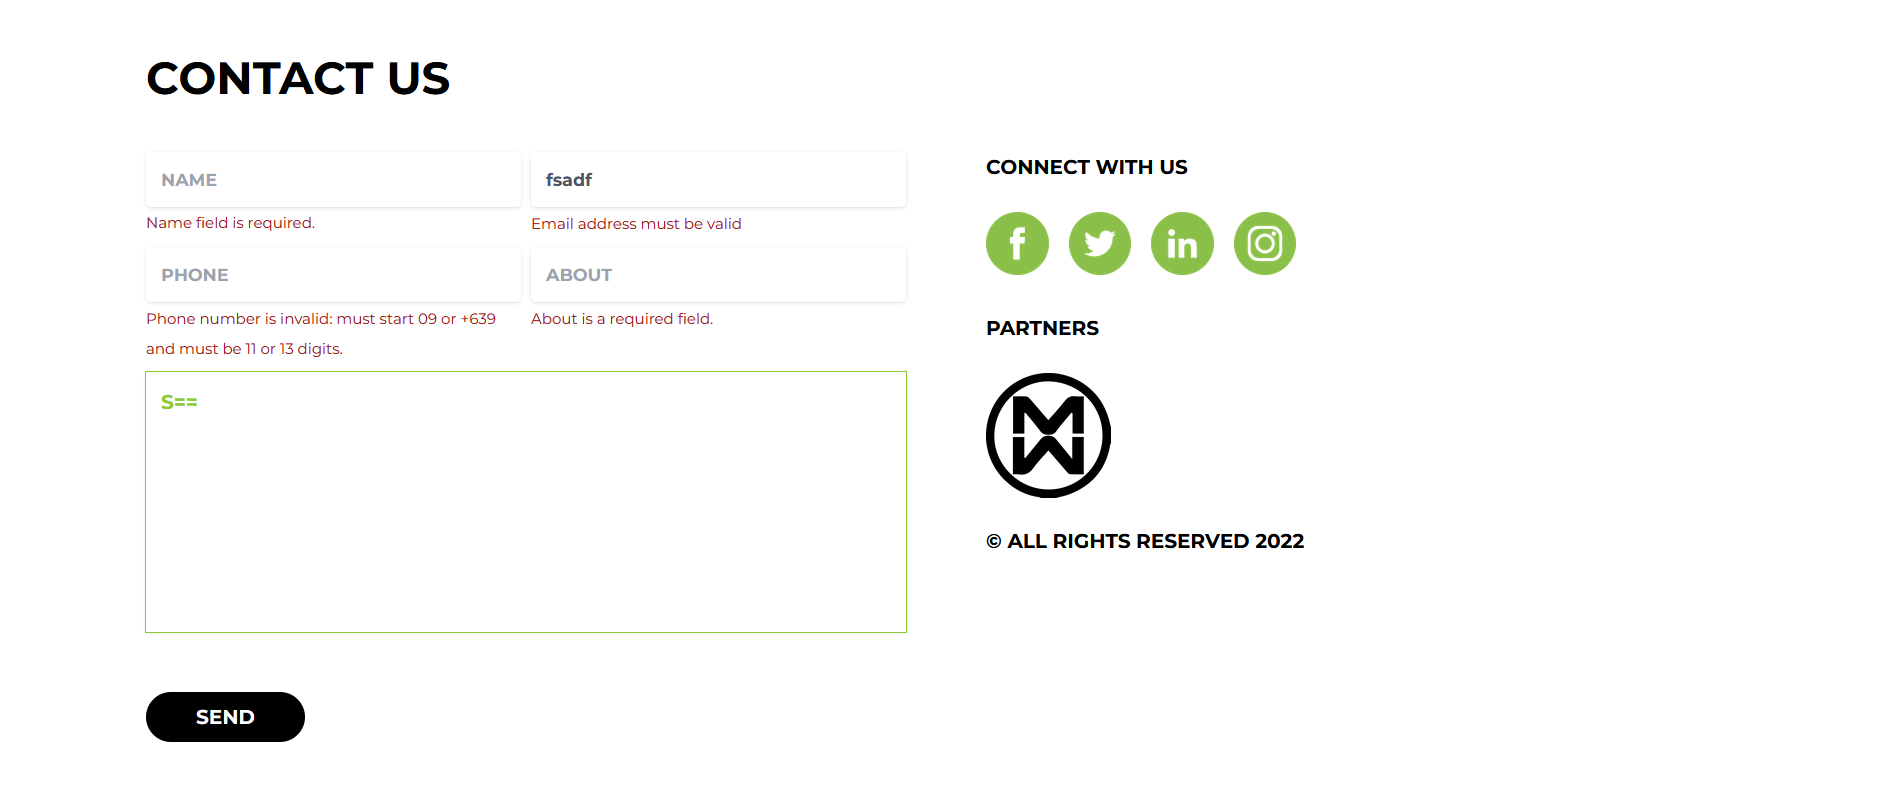 CONTACT US
NAME
fsadf
Name field is required.
Email address must be valid
PHONE
ABOUT
Phone number is invalid: must start 09 or +639
and must be 11 or 13 digits.
About is a required field.
S==
SEND
CONNECT WITH US
PARTNERS
© ALL RIGHTS RESERVED 2022